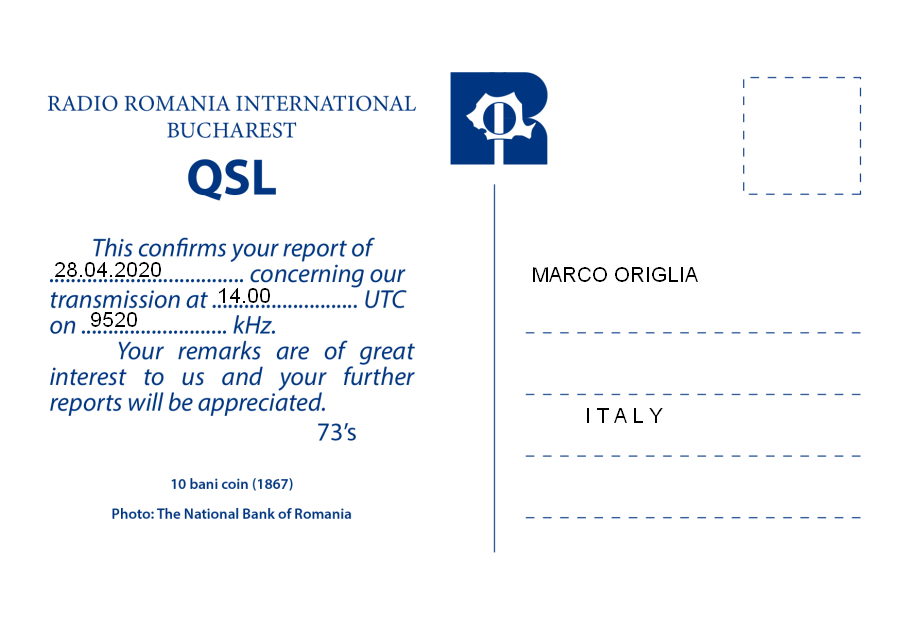 RADIO ROMANIA INTERNATIONAL
BUCHAREST
QSL
This confirms your report of
28.04.2020 concerning our
transmission at 14.00 UTC
on 9520 kHz.
Your remarks are of great
interest to us and your further
reports will be appreciated.
73's
10 bani coin (1867)
Photo: The National Bank of Romania
MARCO ORIGLIA
I T A L Y